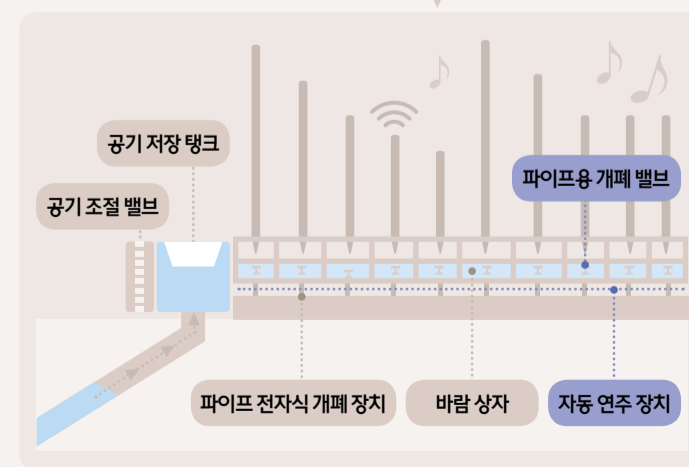 공기 저장 탱크
파이프용 개폐 밸브
공기 조절 밸브
파이프 전자식 개폐 장치
바람 상자
자동 연주 장치